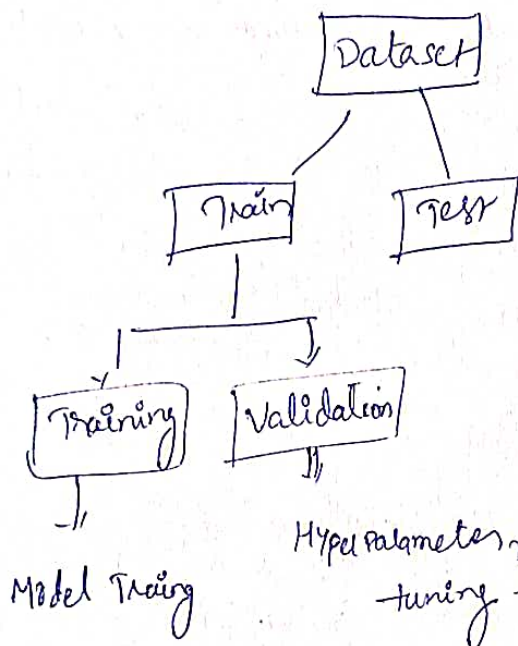 Dataset
Train
Test
Training
Validation
Model Traing
Hyperparameter
tuning